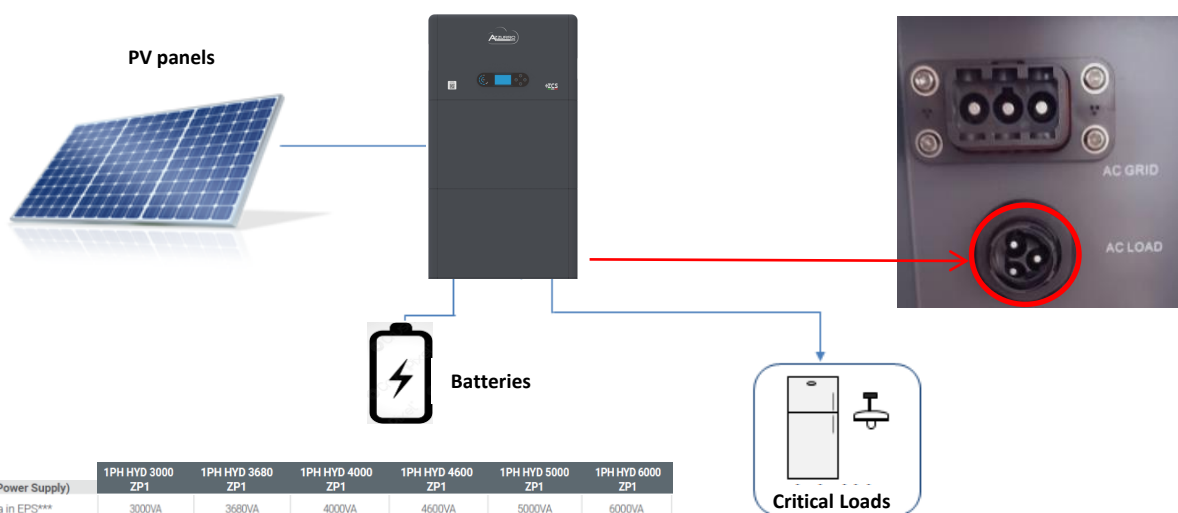 PV panels
AZZURRO
ZCS
AC GRID
AC LOAD
Batteries
Critical Loads
1PH HYD 3000 1PH HYD 3680 1PH HYD 4000 1PH HYD 4600 1PH HYD 5000 1PH HYD 6000
Power Supply) ZP1 ZP1 ZP1 ZP1 ZP1 ZP1
a in EPS*** 3000VA 3680VA 4000VA 4600VA 5000VA 6000VA